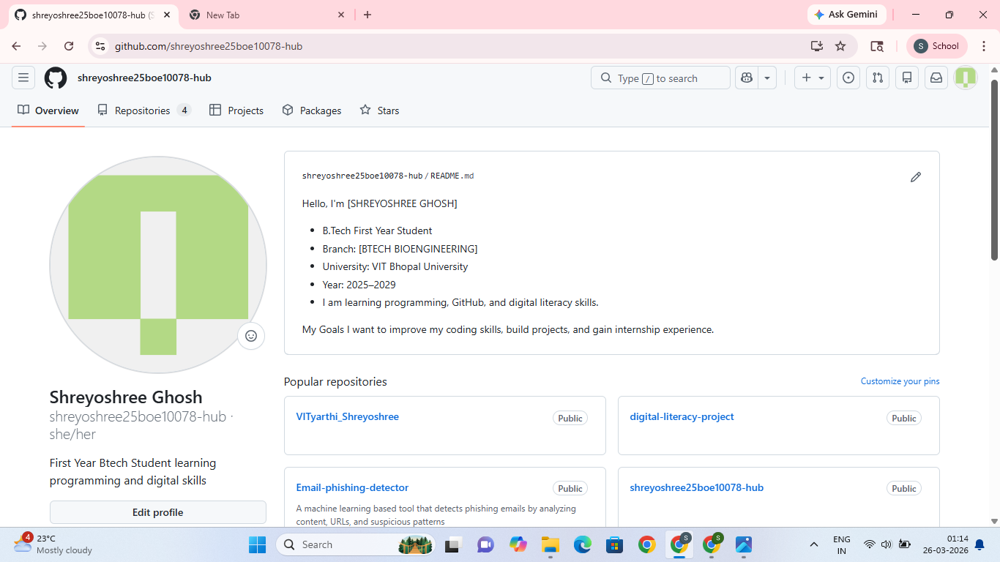 shreyoshree25boe10078-hub (S
New Tab
Ask Gemini
github.com/shreyoshree25boe10078-hub
S
School
shreyoshree25boe10078-hub
Type / to search
Overview
Repositories 4
Projects
Packages
Stars
shreyoshree25boe10078-hub / README.md
Hello, I'm [SHREYOSHREE GHOSH]
B.Tech First Year Student
Branch: [BTECH BIOENGINEERING]
University: VIT Bhopal University
Year: 2025–2029
I am learning programming, GitHub, and digital literacy skills.
My Goals I want to improve my coding skills, build projects, and gain internship experience.
Shreyoshree Ghosh
shreyoshree25boe10078-hub ·
she/her
First Year Btech Student learning
programming and digital skills
Edit profile
Popular repositories
Customize your pins
VITyarthi_Shreyoshree
Public
digital-literacy-project
Public
Email-phishing-detector
Public
A machine learning based tool that detects phishing emails by analyzing
content, URLs, and suspicious patterns
shreyoshree25boe10078-hub
Public
4
23°C
Mostly cloudy
Search
S
S
ENG
IN
01:14
26-03-2026